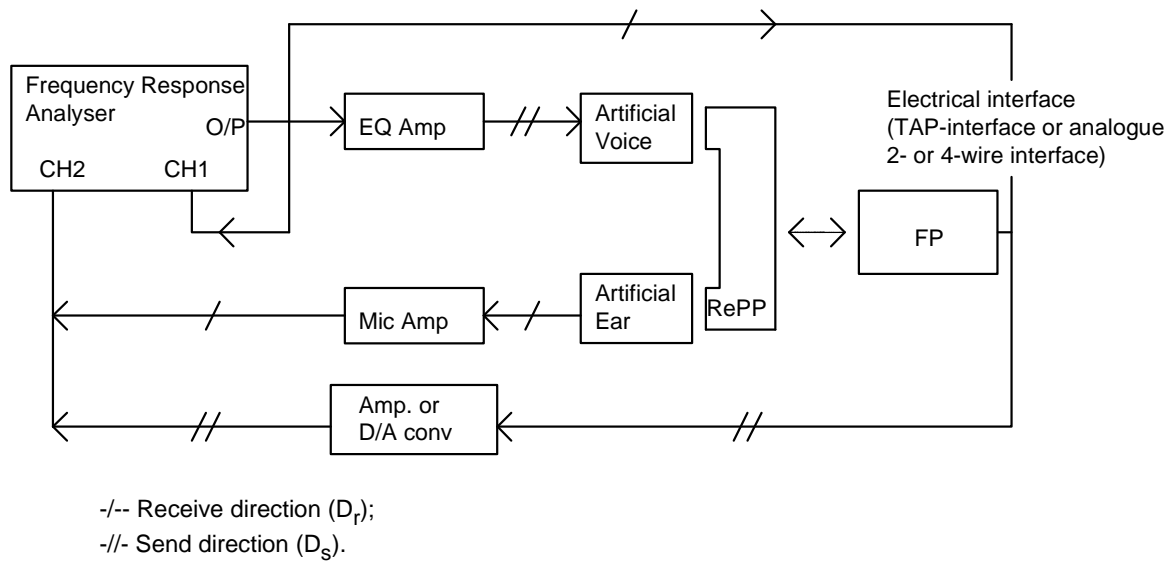 Frequency Response
Analyser
O/P
CH2
CH1
EQ Amp
Artificial
Voice
Electrical interface
(TAP-interface or analogue
2- or 4-wire interface)
FP
Mic Amp
Artificial
Ear
RePP
Amp. or
D/A conv
-/-- Receive direction (Dr);
-//- Send direction (Ds).